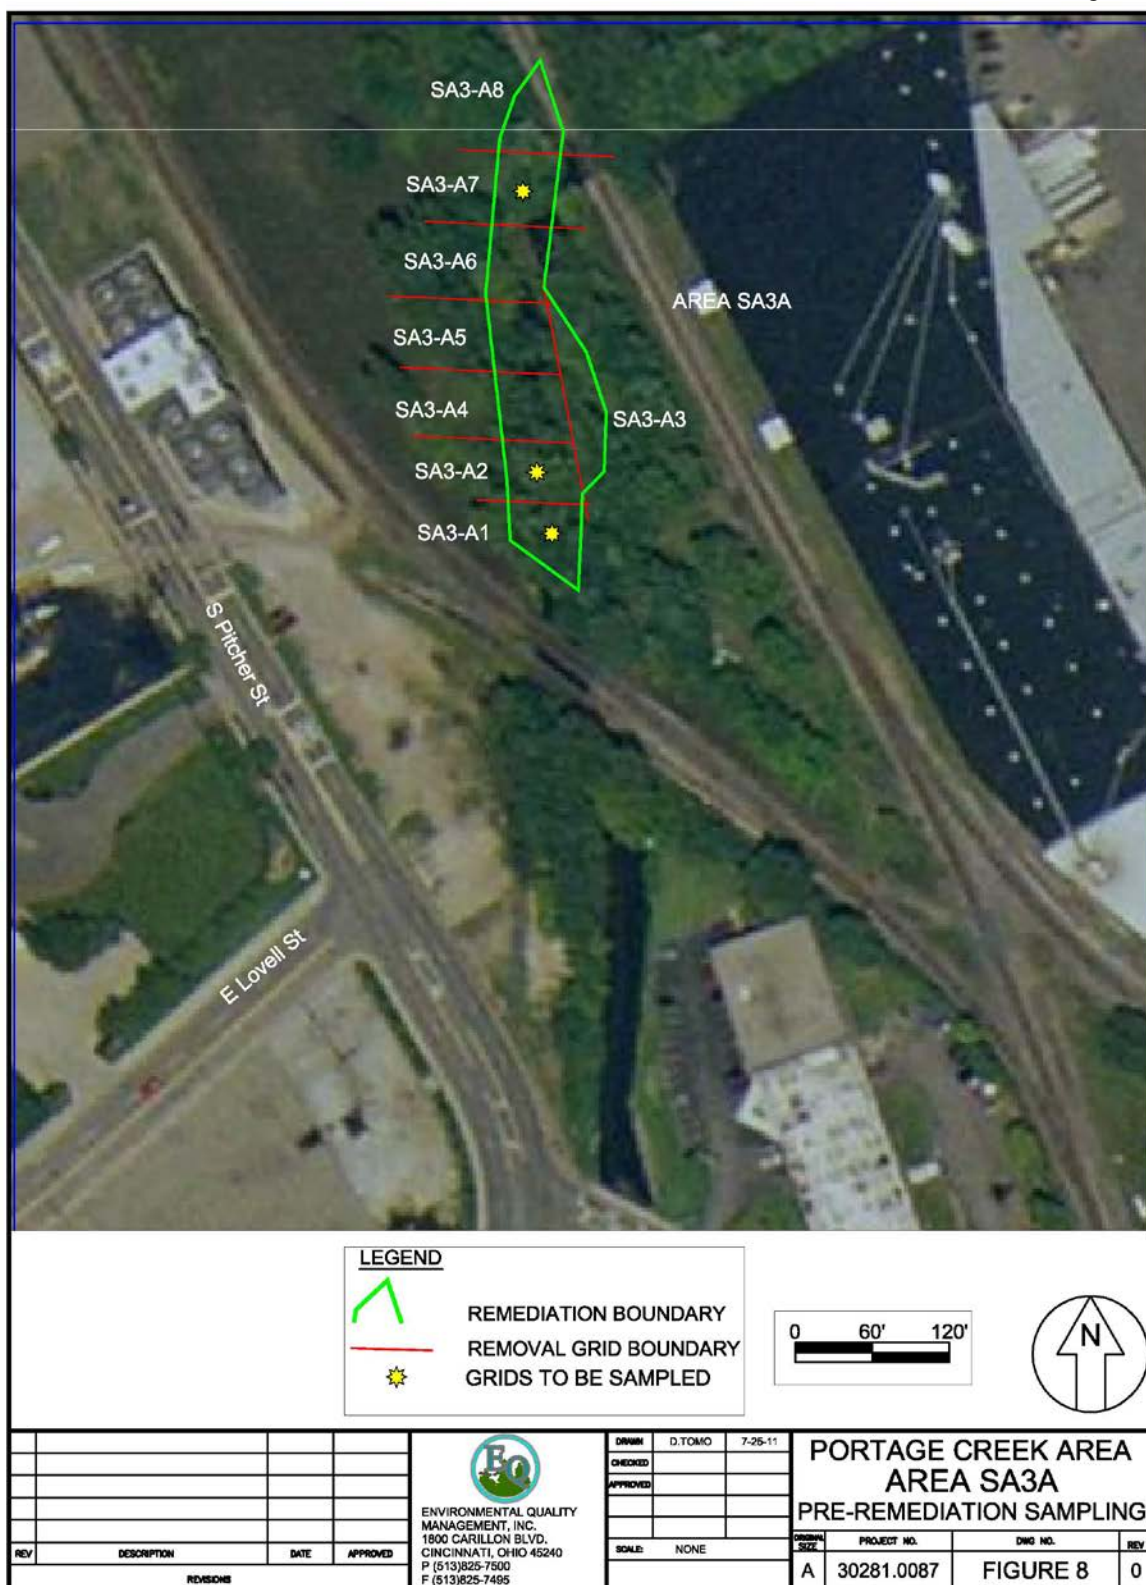 SA3-A8
SA3-A7
SA3-A6
AREA SA3A
SA3-A5
SA3-A4
SA3-A3
SA3-A2
SA3-A1
S Pitcher St
E Lovell St
LEGEND
REMEDIATION BOUNDARY
REMOVAL GRID BOUNDARY
GRIDS TO BE SAMPLED
0 60' 120'
N
REV DESCRIPTION DATE APPROVED
REVISIONS
EQ
ENVIRONMENTAL QUALITY
MANAGEMENT, INC.
1800 CARILLON BLVD.
CINCINNATI, OHIO 45240
P (513)825-7500
F (513)825-7495
DRAWN D.TOMO 7-25-11
CHECKED
APPROVED
SCALE: NONE
PORTAGE CREEK AREA
AREA SA3A
PRE-REMEDIATION SAMPLING
ORIGINAL SIZE PROJECT NO. DWG NO. REV
A 30281.0087 FIGURE 8 0